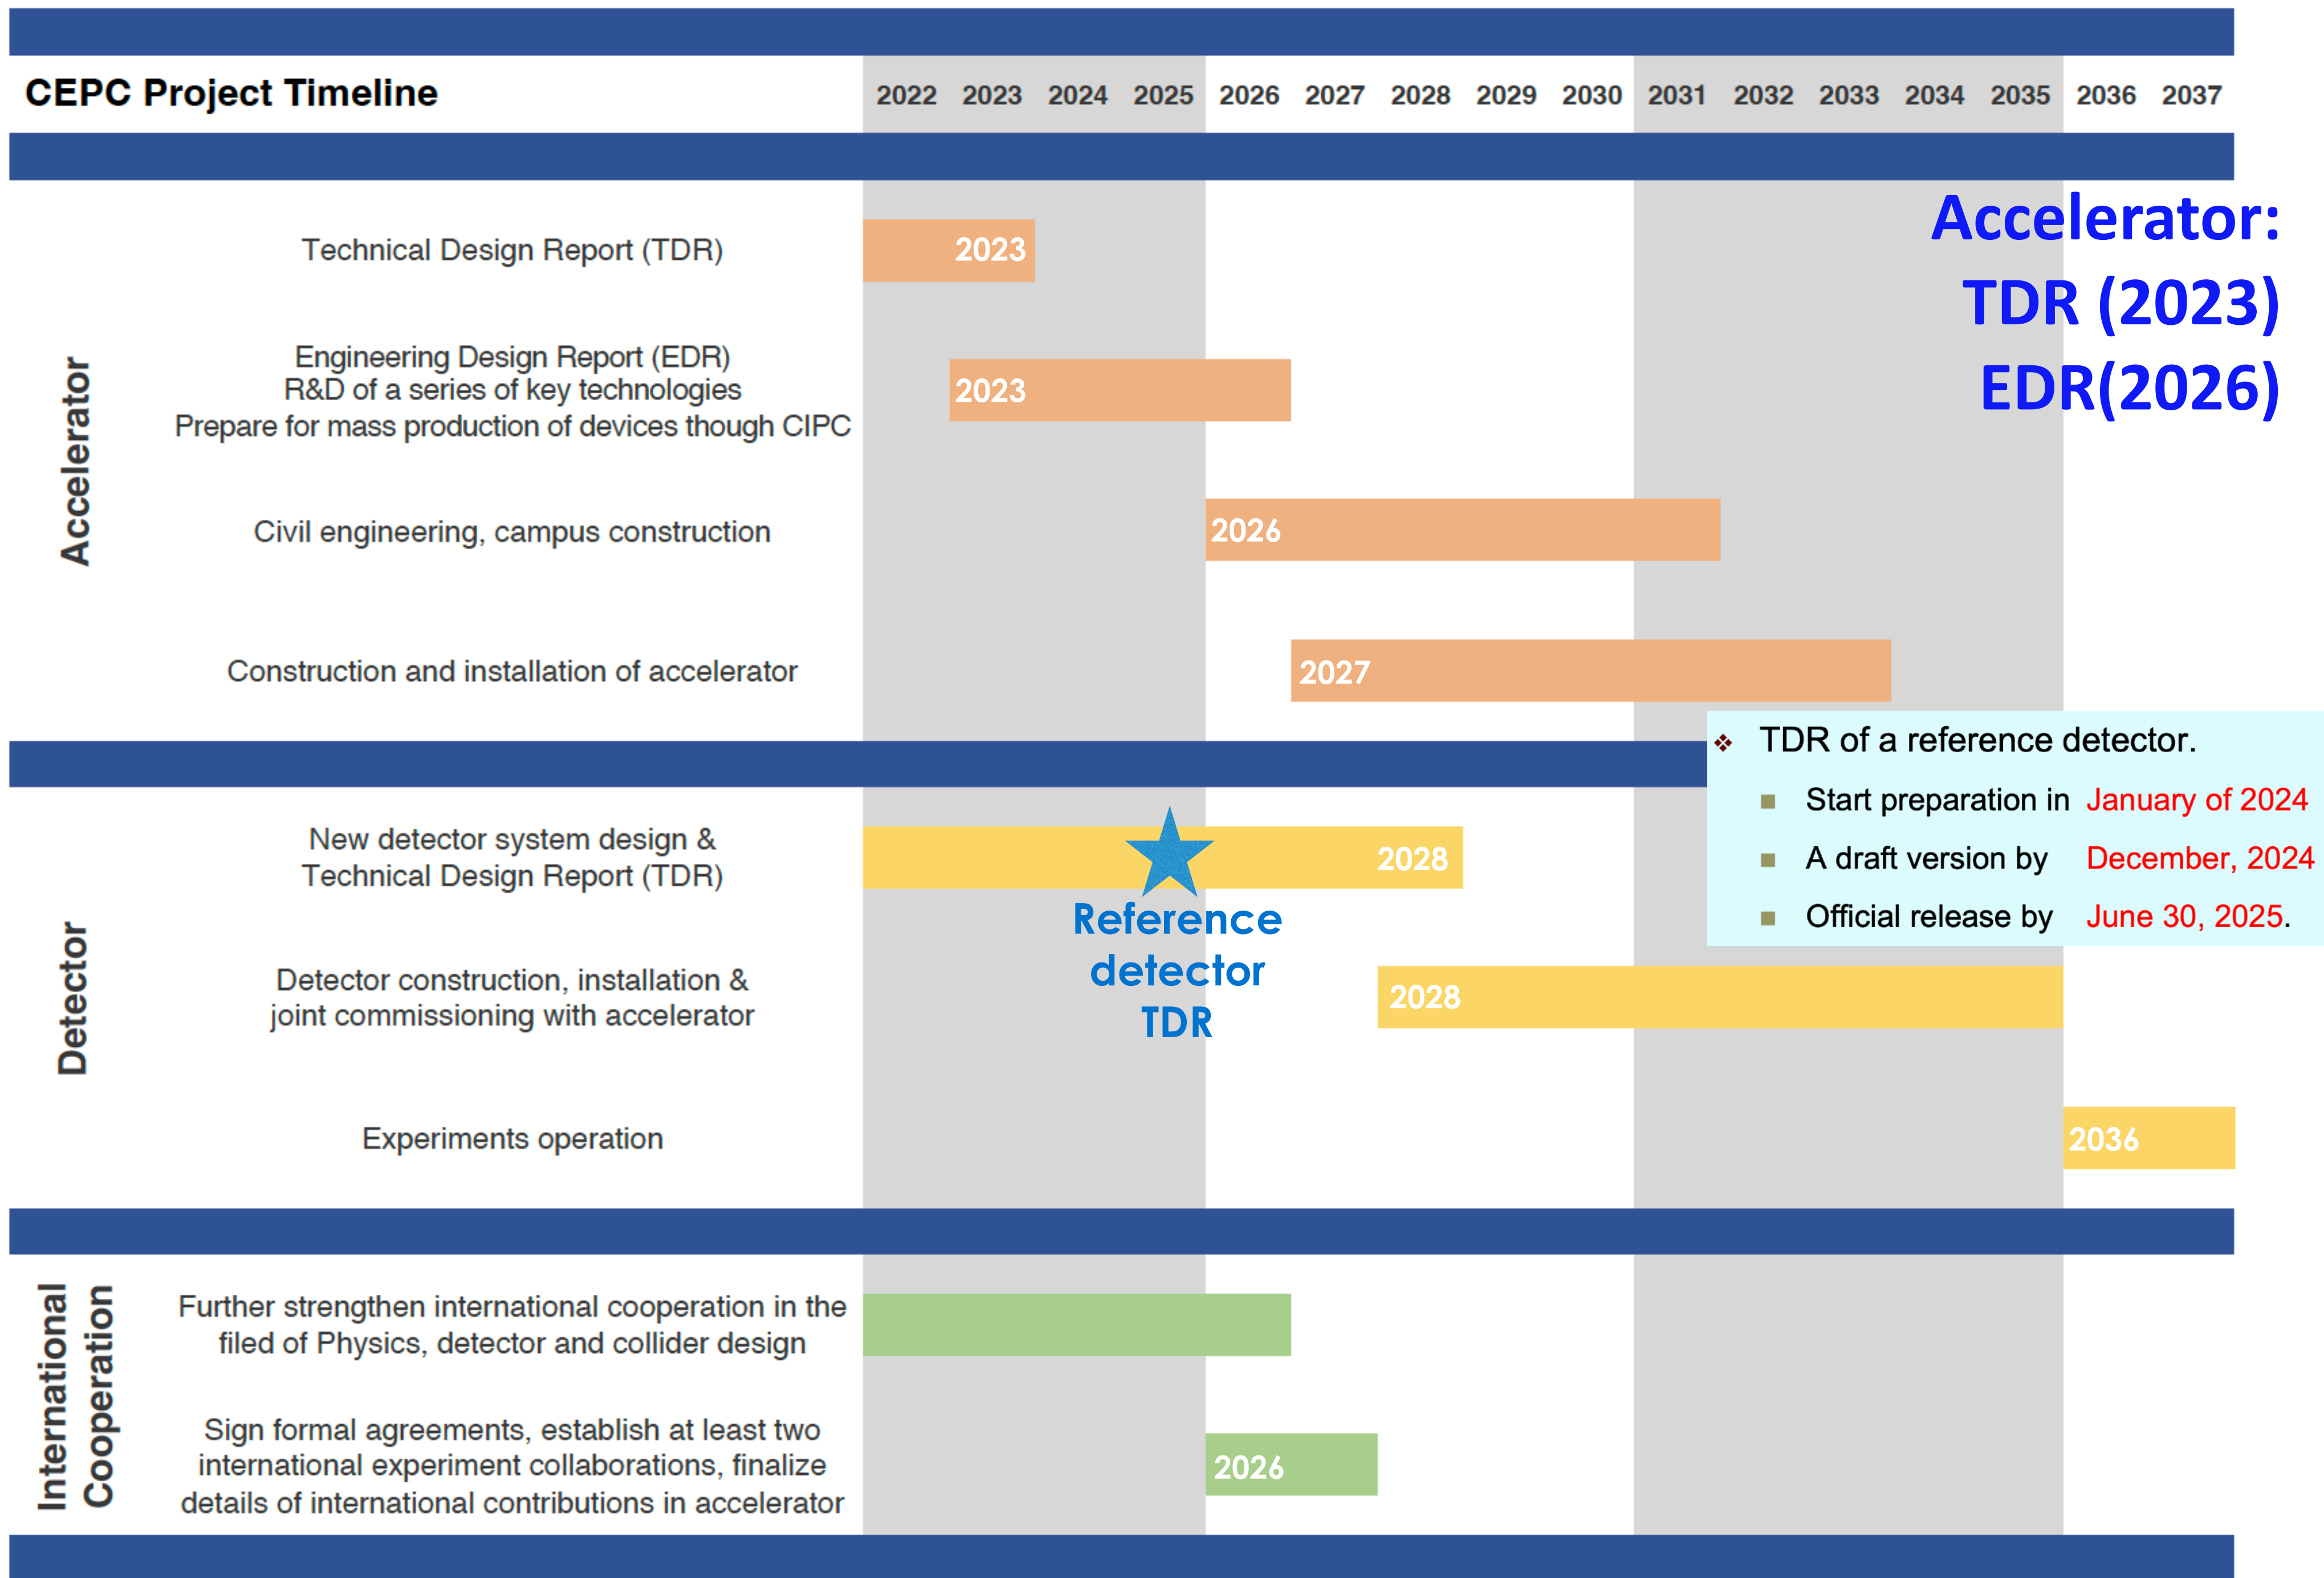 CEPC Project Timeline
2022 2023 2024 2025 2026 2027 2028 2029 2030 2031 2032 2033 2034 2035 2036 2037
Accelerator
Technical Design Report (TDR)
2023
Accelerator:
TDR (2023)
EDR(2026)
Engineering Design Report (EDR)
R&D of a series of key technologies
Prepare for mass production of devices though CIPC
2023
Civil engineering, campus construction
2026
Construction and installation of accelerator
2027
❖ TDR of a reference detector.
■ Start preparation in January of 2024
■ A draft version by December, 2024
■ Official release by June 30, 2025.
Detector
New detector system design &
Technical Design Report (TDR)
2028
Reference
detector
TDR
Detector construction, installation &
joint commissioning with accelerator
2028
Experiments operation
2036
International
Cooperation
Further strengthen international cooperation in the
filed of Physics, detector and collider design
Sign formal agreements, establish at least two
international experiment collaborations, finalize
details of international contributions in accelerator
2026